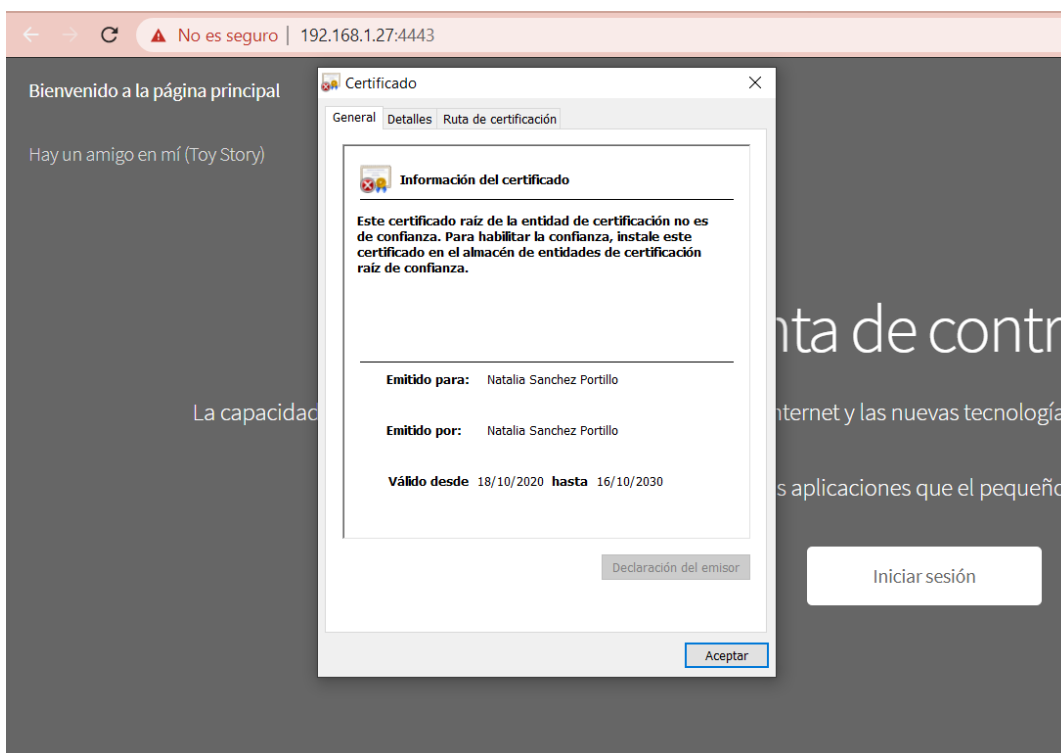 No es seguro | 192.168.1.27:4443
Bienvenido a la página principal
Hay un amigo en mí (Toy Story)
Certificado
General Detalles Ruta de certificación
Información del certificado
Este certificado raíz de la entidad de certificación no es
de confianza. Para habilitar la confianza, instale este
certificado en el almacén de entidades de certificación
raíz de confianza.
Emitido para: Natalia Sanchez Portillo
Emitido por: Natalia Sanchez Portillo
Válido desde 18/10/2020 hasta 16/10/2030
Declaración del emisor
Aceptar
nta de contr
La capacidad nternet y las nuevas tecnología
s aplicaciones que el pequeño
Iniciar sesión